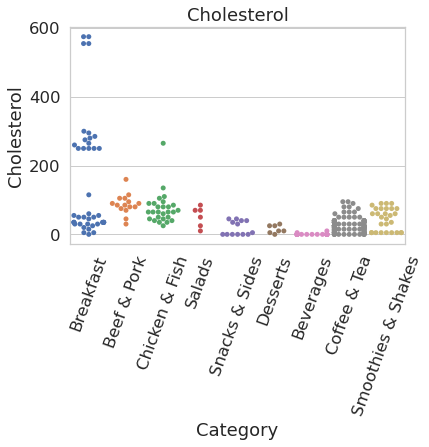 Cholesterol
600
400
200
0
Cholesterol
Breakfast
Beef & Pork
Chicken & Fish
Salads
Snacks & Sides
Desserts
Beverages
Coffee & Tea
Smoothies & Shakes
Category